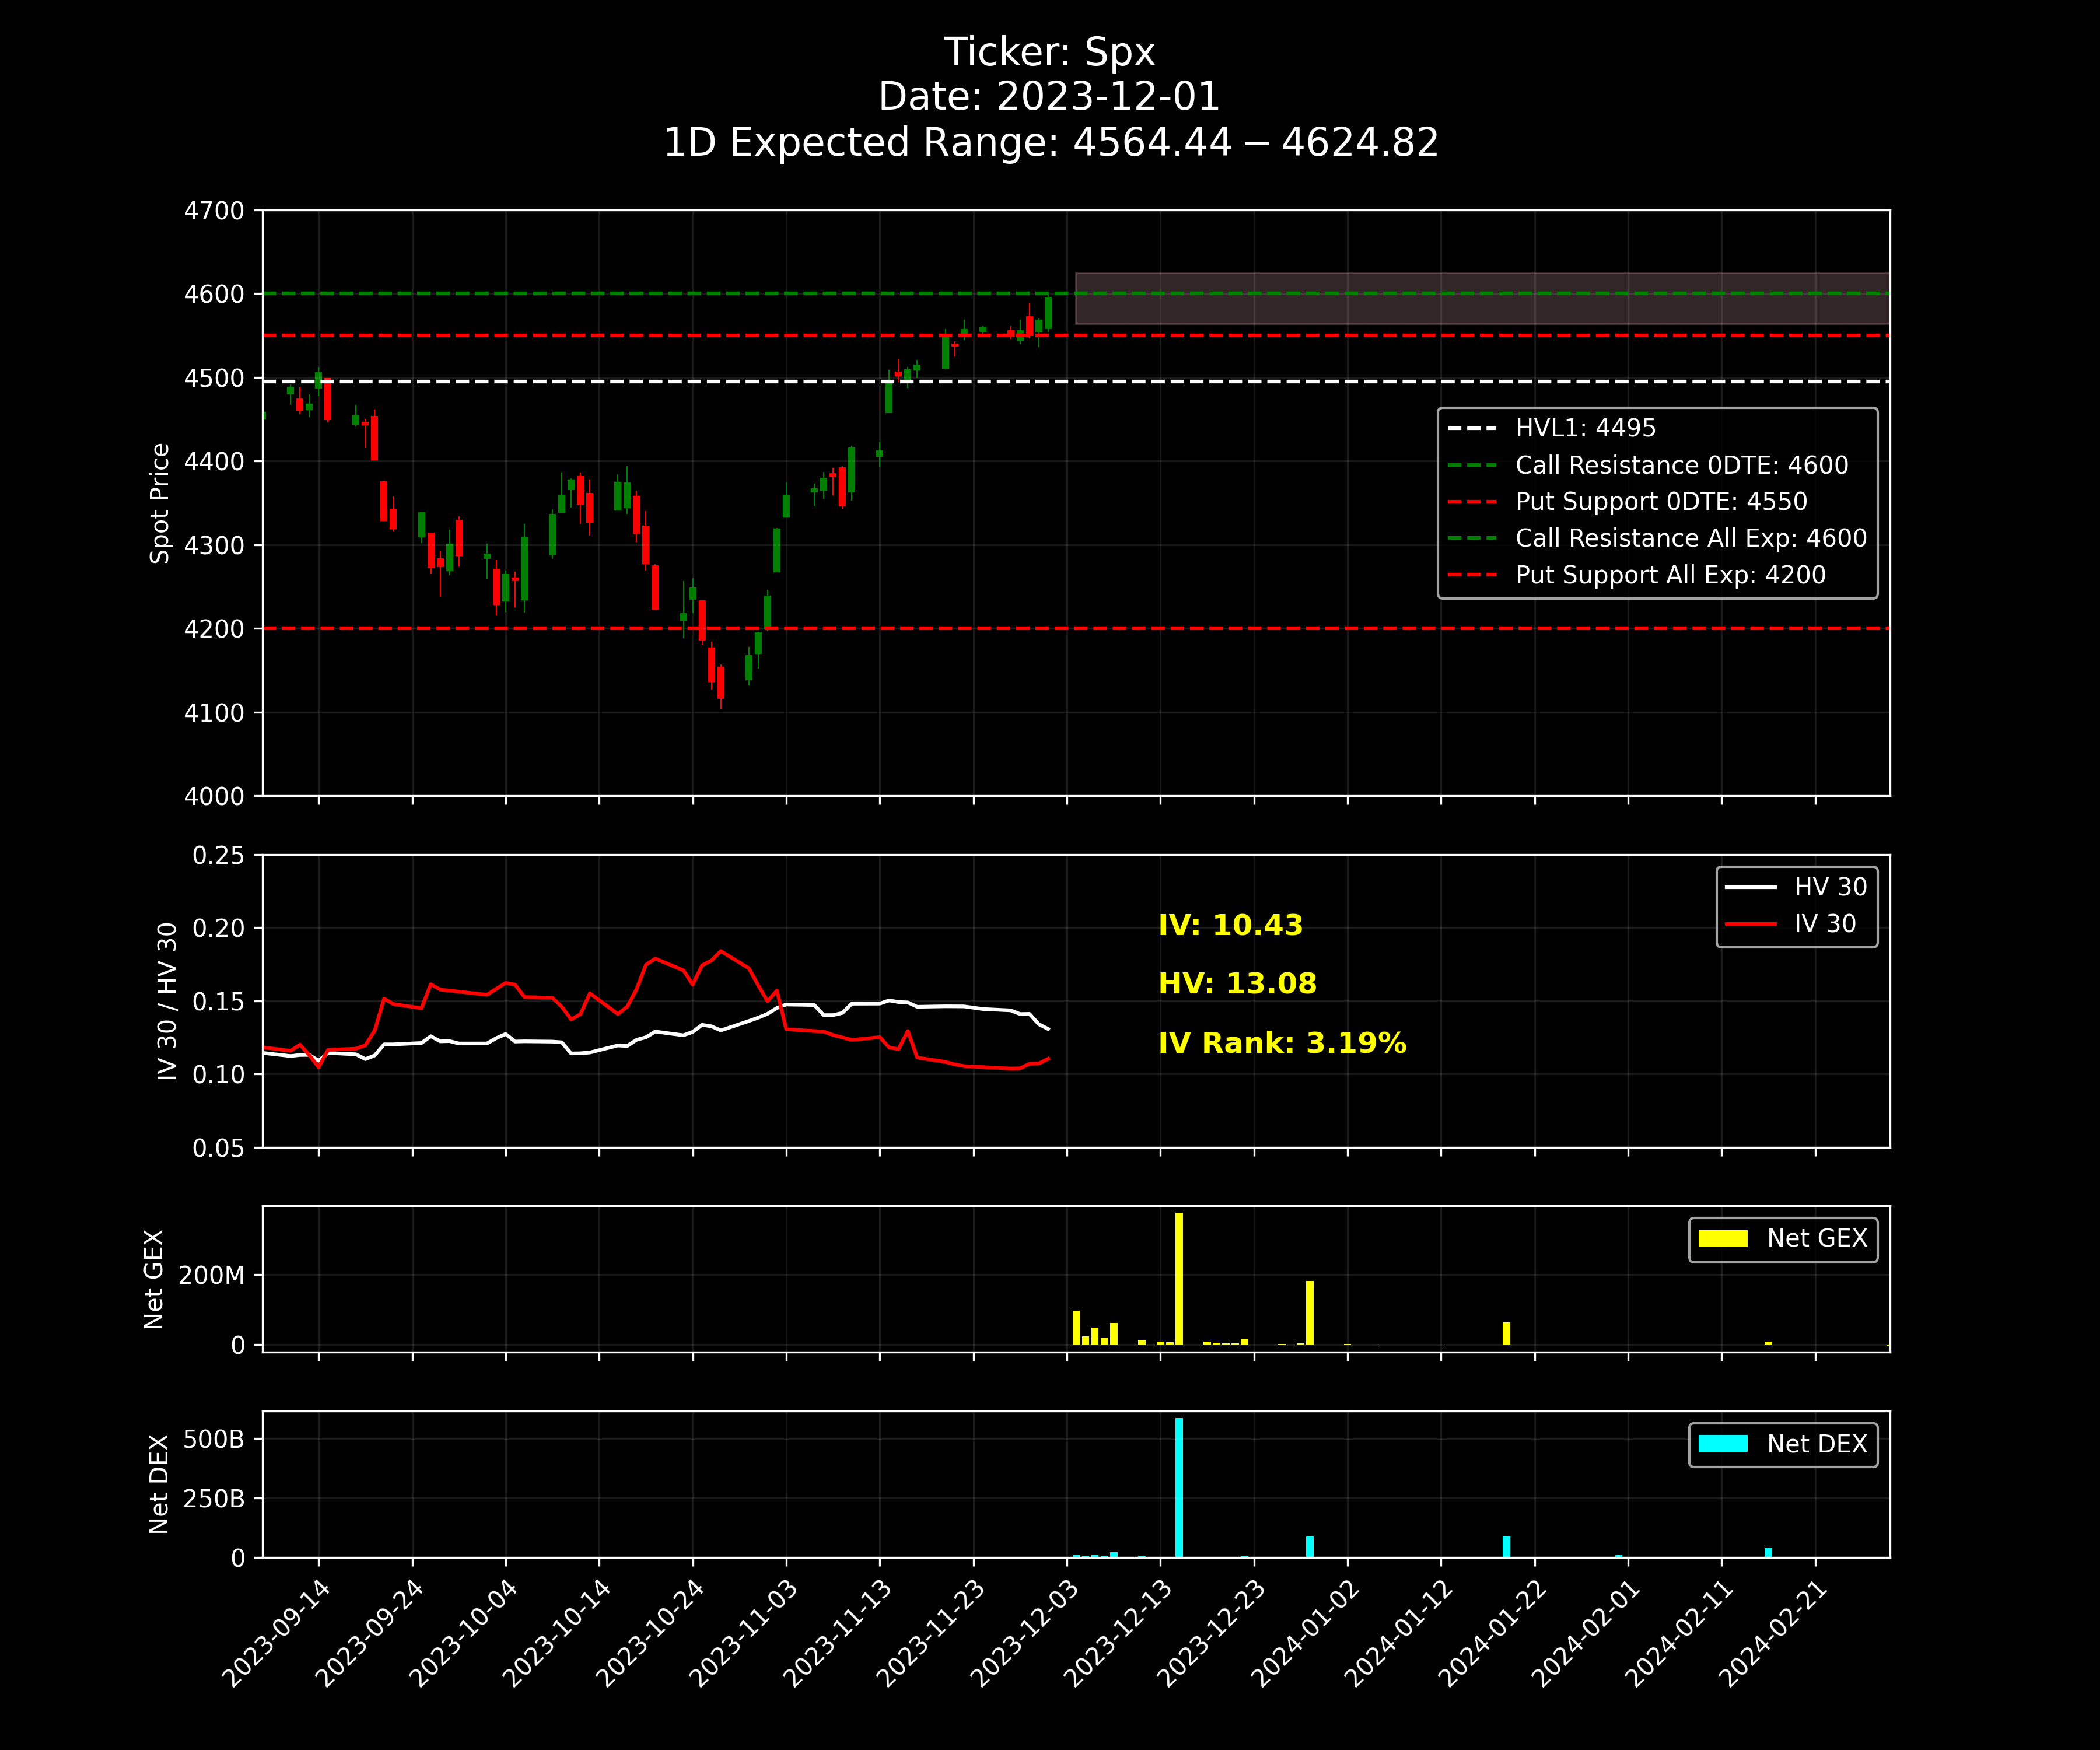 Ticker: Spx
Date: 2023-12-01
1D Expected Range: 4564.44 − 4624.82
Spot Price
4700
4600
4500
4400
4300
4200
4100
4000
HVL1: 4495
Call Resistance 0DTE: 4600
Put Support 0DTE: 4550
Call Resistance All Exp: 4600
Put Support All Exp: 4200
IV 30 / HV 30
0.25
0.20
0.15
0.10
0.05
IV: 10.43
HV: 13.08
IV Rank: 3.19%
HV 30
IV 30
Net GEX
200M
0
Net GEX
Net DEX
500B
250B
0
Net DEX
2023-09-14
2023-09-24
2023-10-04
2023-10-14
2023-10-24
2023-11-03
2023-11-13
2023-11-23
2023-12-03
2023-12-13
2023-12-23
2024-01-02
2024-01-12
2024-01-22
2024-02-01
2024-02-11
2024-02-21